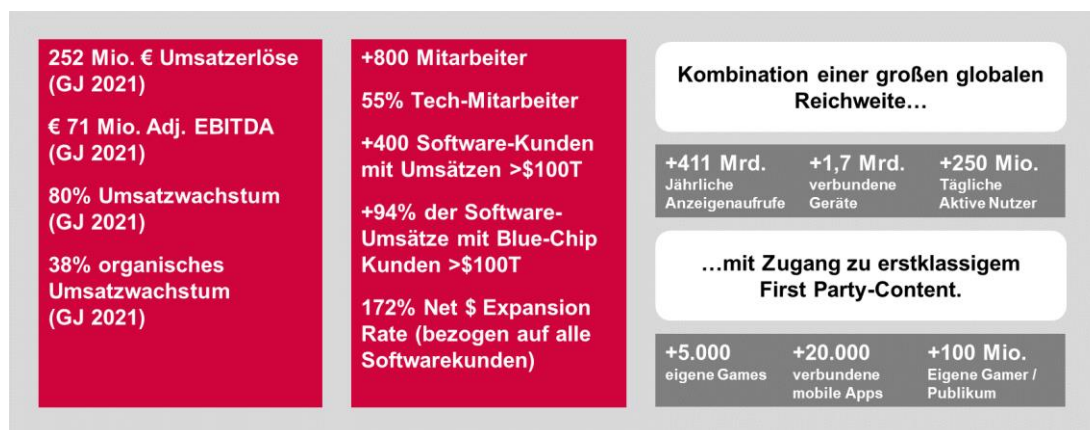 252 Mio. € Umsatzerlöse
(GJ 2021)
€ 71 Mio. Adj. EBITDA
(GJ 2021)
80% Umsatzwachstum
(GJ 2021)
38% organisches
Umsatzwachstum
(GJ 2021)
+800 Mitarbeiter
55% Tech-Mitarbeiter
+400 Software-Kunden
mit Umsätzen >$100T
+94% der Software-
Umsätze mit Blue-Chip
Kunden >$100T
172% Net $ Expansion
Rate (bezogen auf alle
Softwarekunden)
Kombination einer großen globalen
Reichweite…
+411 Mrd.
Jährliche
Anzeigenaufrufe
+1,7 Mrd.
verbundene
Geräte
+250 Mio.
Tägliche
Aktive Nutzer
…mit Zugang zu erstklassigem
First Party-Content.
+5.000
eigene Games
+20.000
verbundene
mobile Apps
+100 Mio.
Eigene Gamer /
Publikum